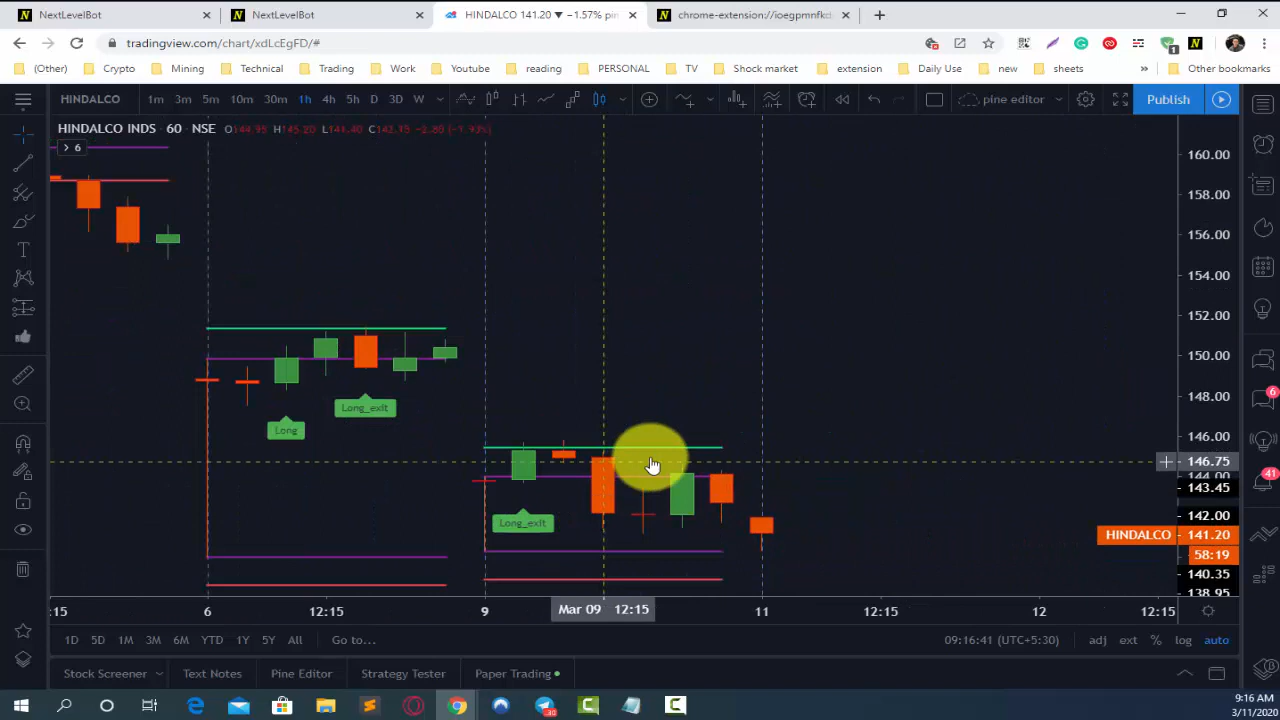 NextLevelBot
NextLevelBot
HINDALCO 141.20 ▼ −1.57% pin
chrome-extension://ioegpmnfkd
tradingview.com/chart/xdLcEgFD/#
1
N
(Other) Crypto Mining Technical Trading Work Youtube reading PERSONAL TV Shock market extension Daily Use new sheets » Other bookmarks
HINDALCO 1m 3m 5m 10m 30m 1h 4h 5h D 3D W pine editor Publish
HINDALCO INDS · 60 · NSE O144.95 H145.20 L141.40 C142.15 −2.80 (−1.93%)
6
160.00
158.00
156.00
154.00
152.00
150.00
148.00
146.00
146.75
144.00
143.45
142.00
HINDALCO 141.20
58:19
140.35
138.95
Long
Long_exit
Long_exit
6
41
:15 6 12:15 9 Mar 09 12:15 11 12:15 12 12:15
1D 5D 1M 3M 6M YTD 1Y 5Y All Go to... 09:16:41 (UTC+5:30) adj ext % log auto
Stock Screener Text Notes Pine Editor Strategy Tester Paper Trading
30
9:16 AM
3/11/2020